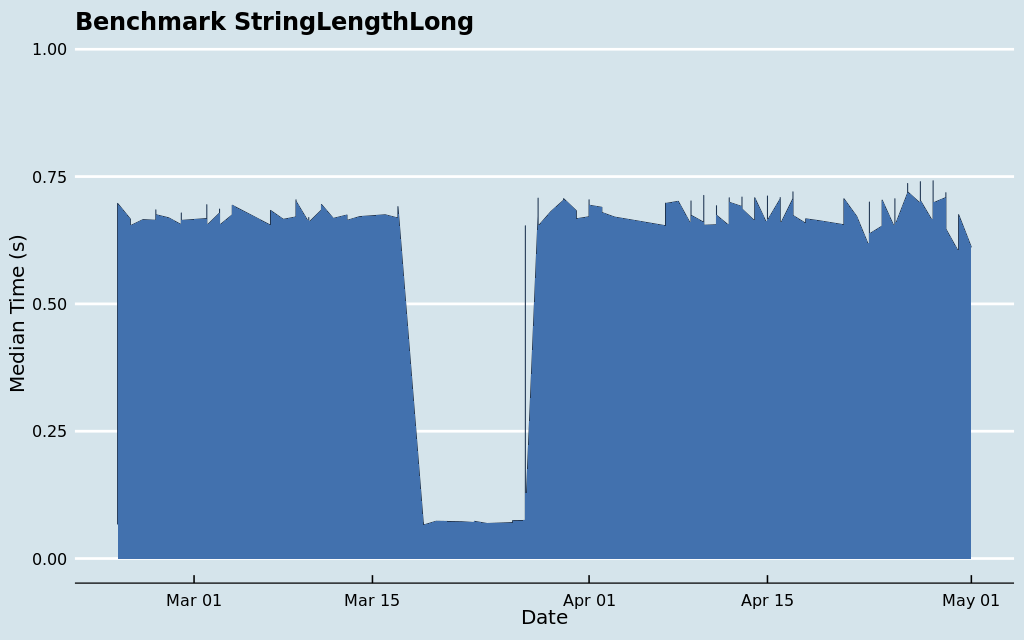 Benchmark StringLengthLong
1.00
0.75
0.50
0.25
0.00
Median Time (s)
Mar 01 Mar 15 Apr 01 Apr 15 May 01
Date